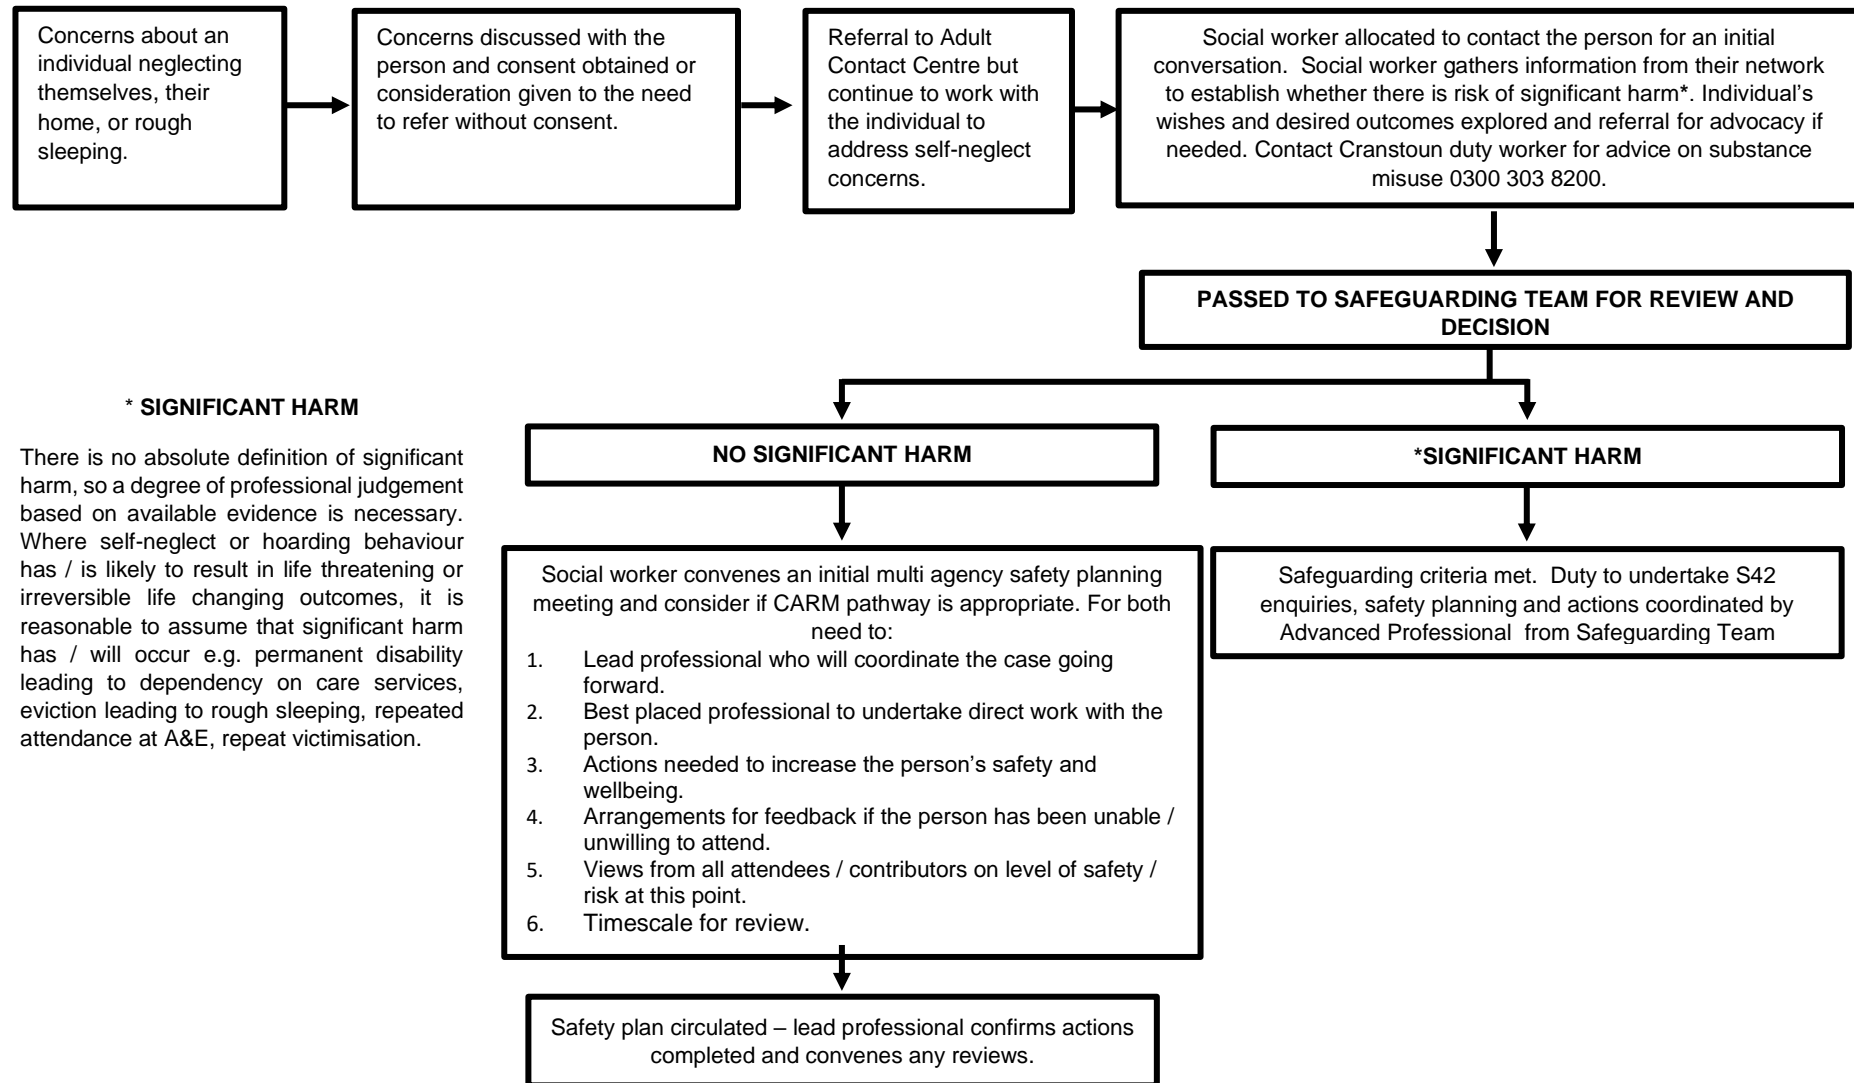 Concerns about an
individual neglecting
themselves, their
home, or rough
sleeping.
Concerns discussed with the
person and consent obtained or
consideration given to the need
to refer without consent.
Referral to Adult
Contact Centre but
continue to work with
the individual to
address self-neglect
concerns.
Social worker allocated to contact the person for an initial
conversation.  Social worker gathers information from their network
to establish whether there is risk of significant harm*. Individual's
wishes and desired outcomes explored and referral for advocacy if
needed. Contact Cranstoun duty worker for advice on substance
misuse 0300 303 8200.
PASSED TO SAFEGUARDING TEAM FOR REVIEW AND
DECISION
* SIGNIFICANT HARM
There is no absolute definition of significant
harm, so a degree of professional judgement
based on available evidence is necessary.
Where self-neglect or hoarding behaviour
has / is likely to result in life threatening or
irreversible life changing outcomes, it is
reasonable to assume that significant harm
has / will occur e.g. permanent disability
leading to dependency on care services,
eviction leading to rough sleeping, repeated
attendance at A&E, repeat victimisation.
NO SIGNIFICANT HARM
*SIGNIFICANT HARM
Social worker convenes an initial multi agency safety planning
meeting and consider if CARM pathway is appropriate. For both
need to:
1. Lead professional who will coordinate the case going
forward.
2. Best placed professional to undertake direct work with the
person.
3. Actions needed to increase the person's safety and
wellbeing.
4. Arrangements for feedback if the person has been unable /
unwilling to attend.
5. Views from all attendees / contributors on level of safety /
risk at this point.
6. Timescale for review.
Safeguarding criteria met.  Duty to undertake S42
enquiries, safety planning and actions coordinated by
Advanced Professional  from Safeguarding Team
Safety plan circulated – lead professional confirms actions
completed and convenes any reviews.